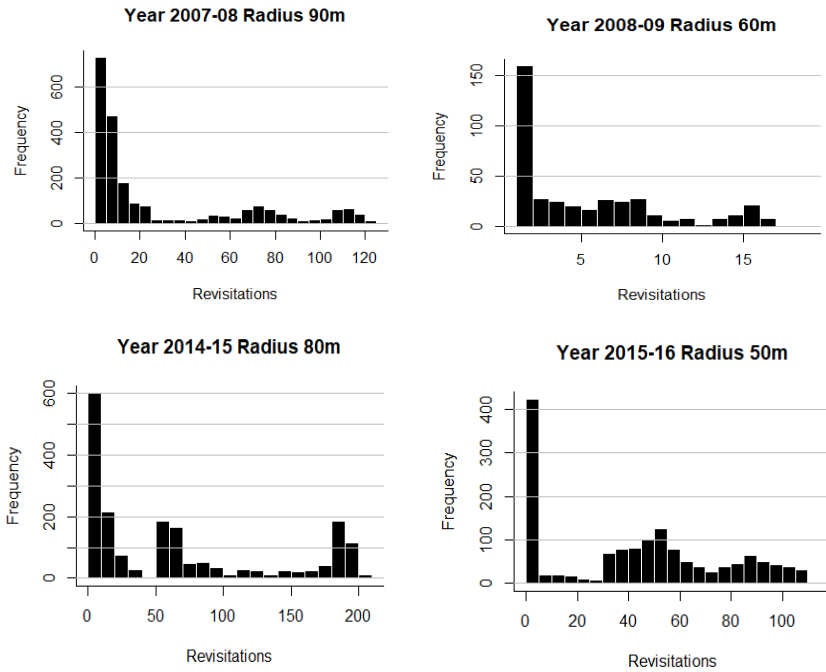 Year 2007-08 Radius 90m
Frequency
600
400
200
0
0 20 40 60 80 100 120
Revisitations
Year 2008-09 Radius 60m
Frequency
150
100
50
0
5 10 15
Revisitations
Year 2014-15 Radius 80m
Frequency
600
400
200
0
0 50 100 150 200
Revisitations
Year 2015-16 Radius 50m
Frequency
400
300
200
100
0
0 20 40 60 80 100
Revisitations